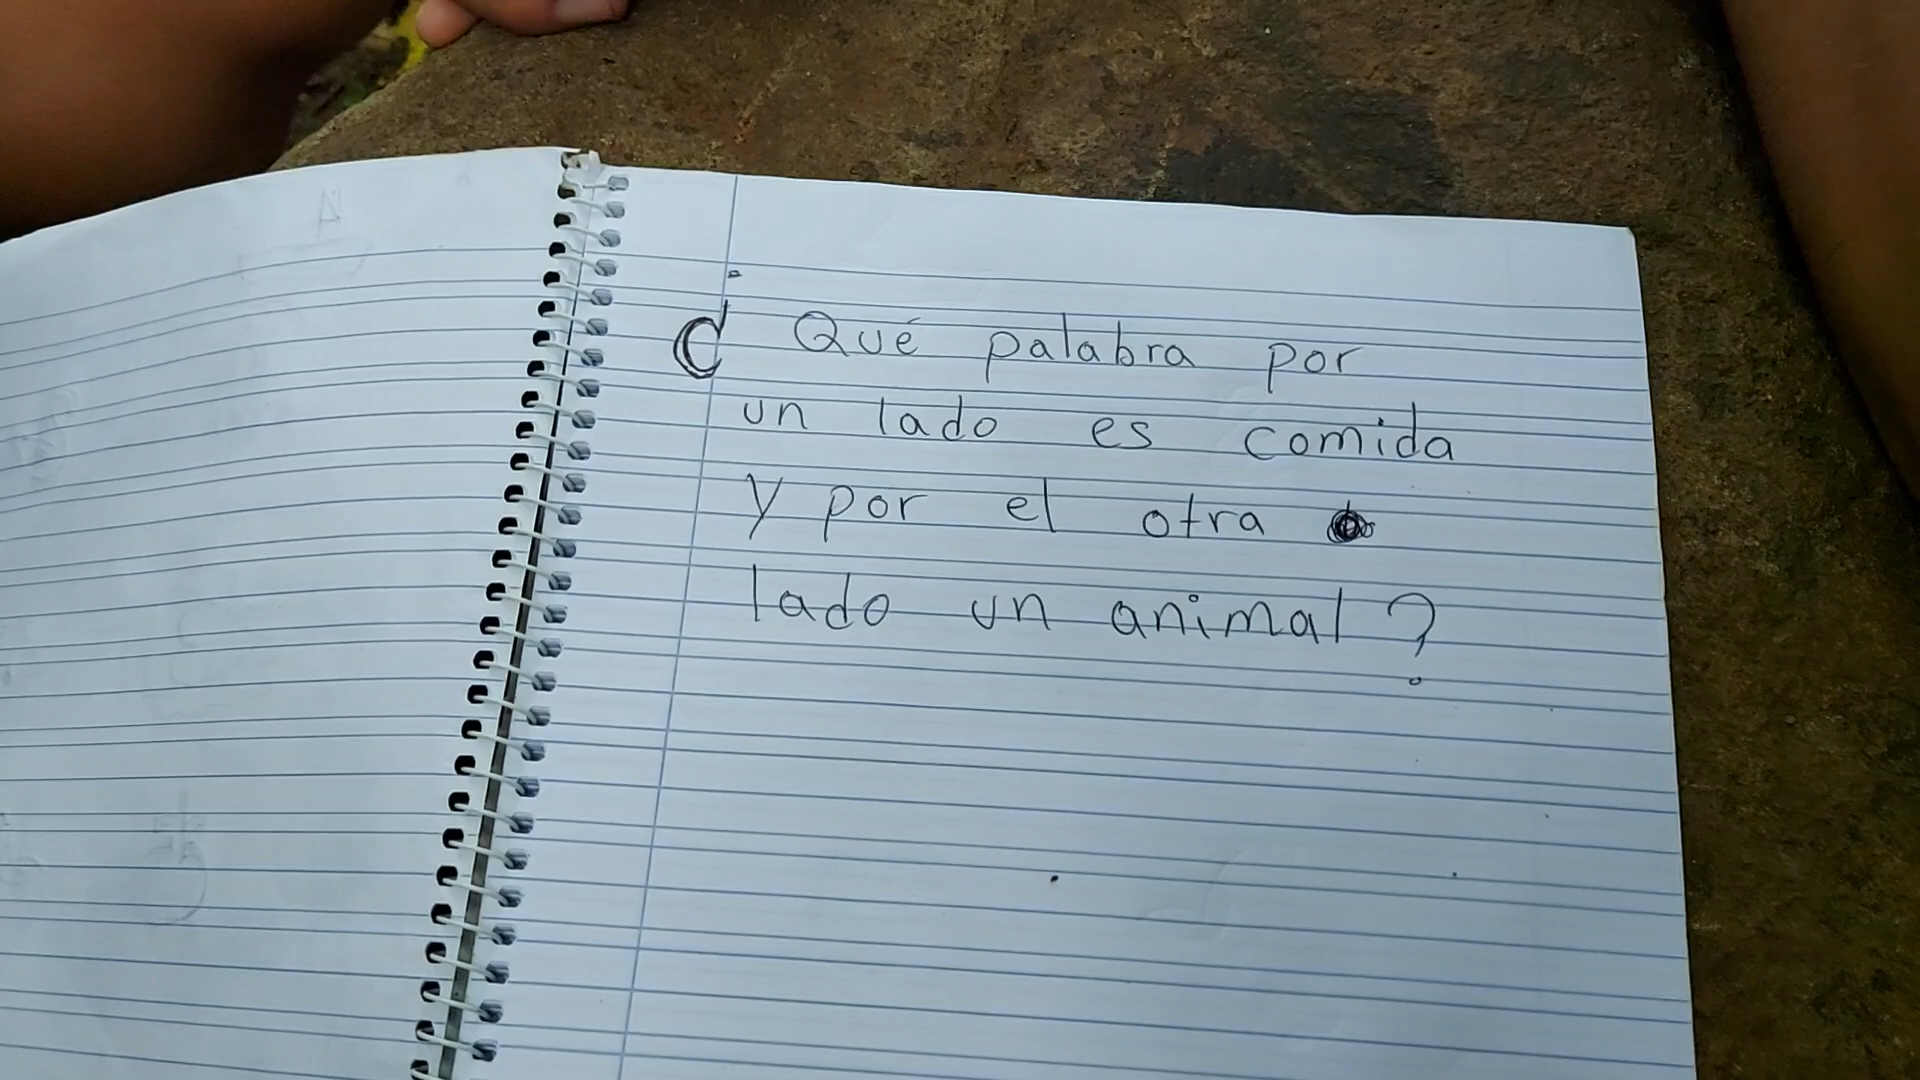 ¿Qué palabra por
un lado es comida
y por el otra
lado un animal?